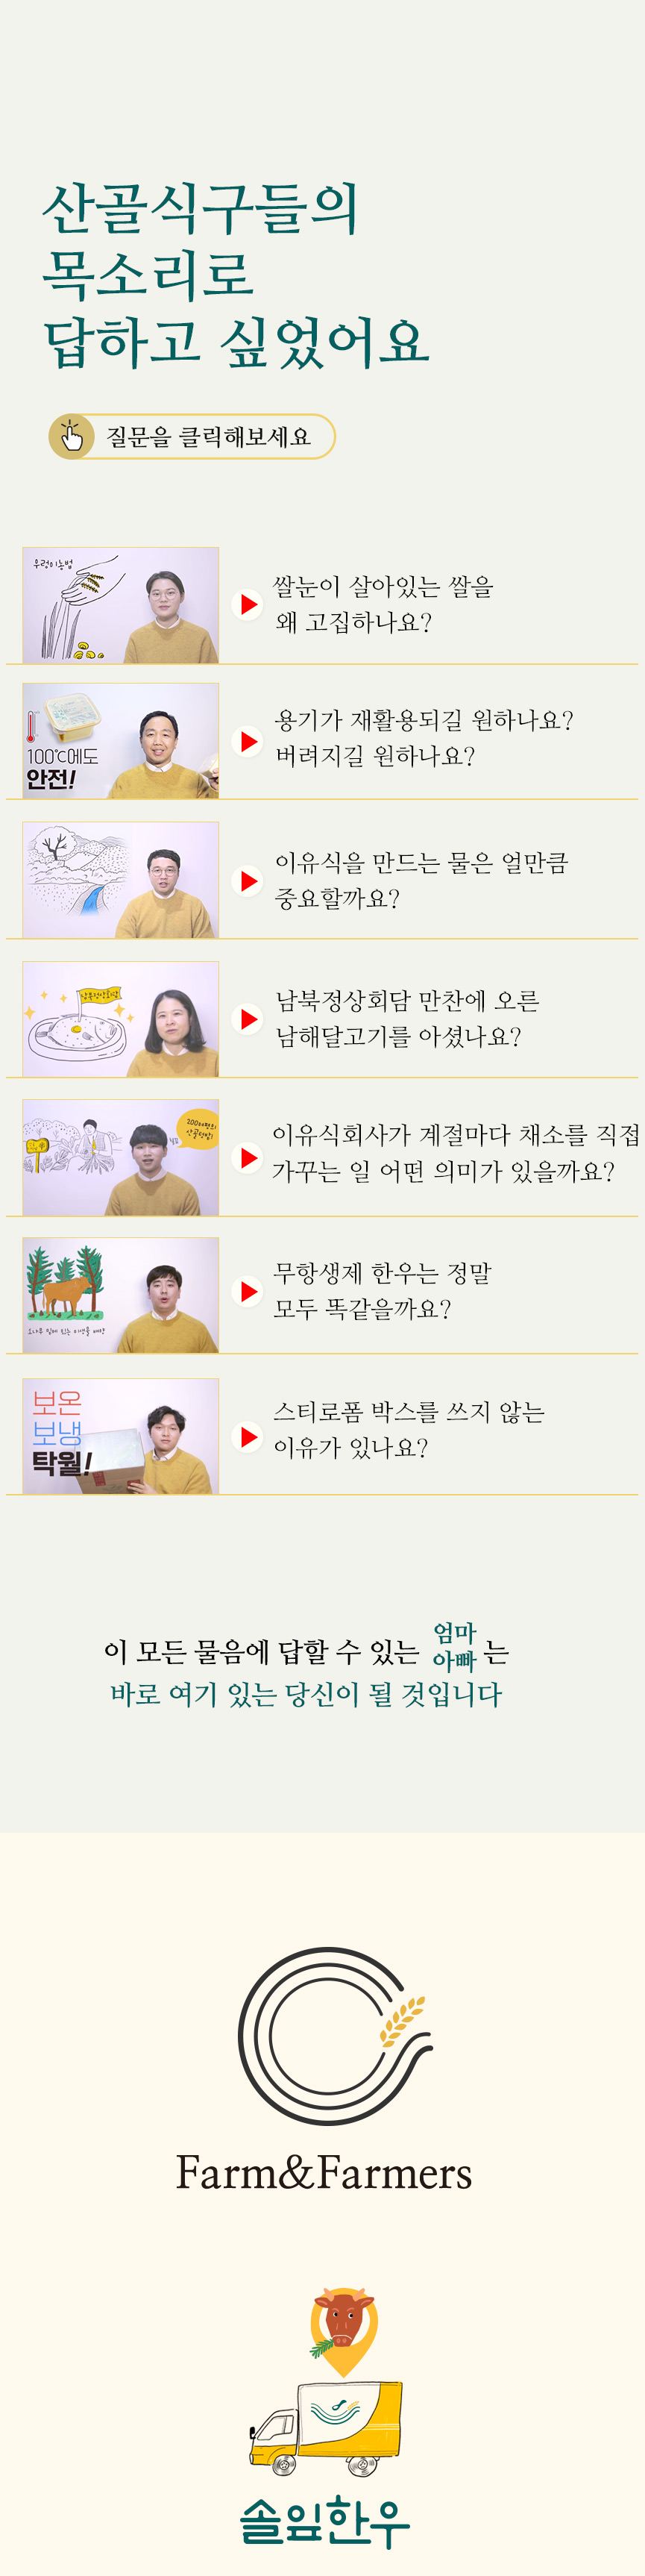 산골식구들의
목소리로
답하고 싶었어요
질문을 클릭해보세요
우렁이농법
쌀눈이 살아있는 쌀을
왜 고집하나요?
100℃에도
안전!
용기가 재활용되길 원하나요?
버려지길 원하나요?
이유식을 만드는 물은 얼만큼
중요할까요?
남북정상회담
남북정상회담 만찬에 오른
남해달고기를 아셨나요?
이유식회사가 계절마다 채소를 직접
가꾸는 일 어떤 의미가 있을까요?
무항생제 한우는 정말
모두 똑같을까요?
보온
보냉
탁월!
스티로폼 박스를 쓰지 않는
이유가 있나요?
이 모든 물음에 답할 수 있는 엄마
아빠 는
바로 여기 있는 당신이 될 것입니다
Farm&Farmers
솔잎한우